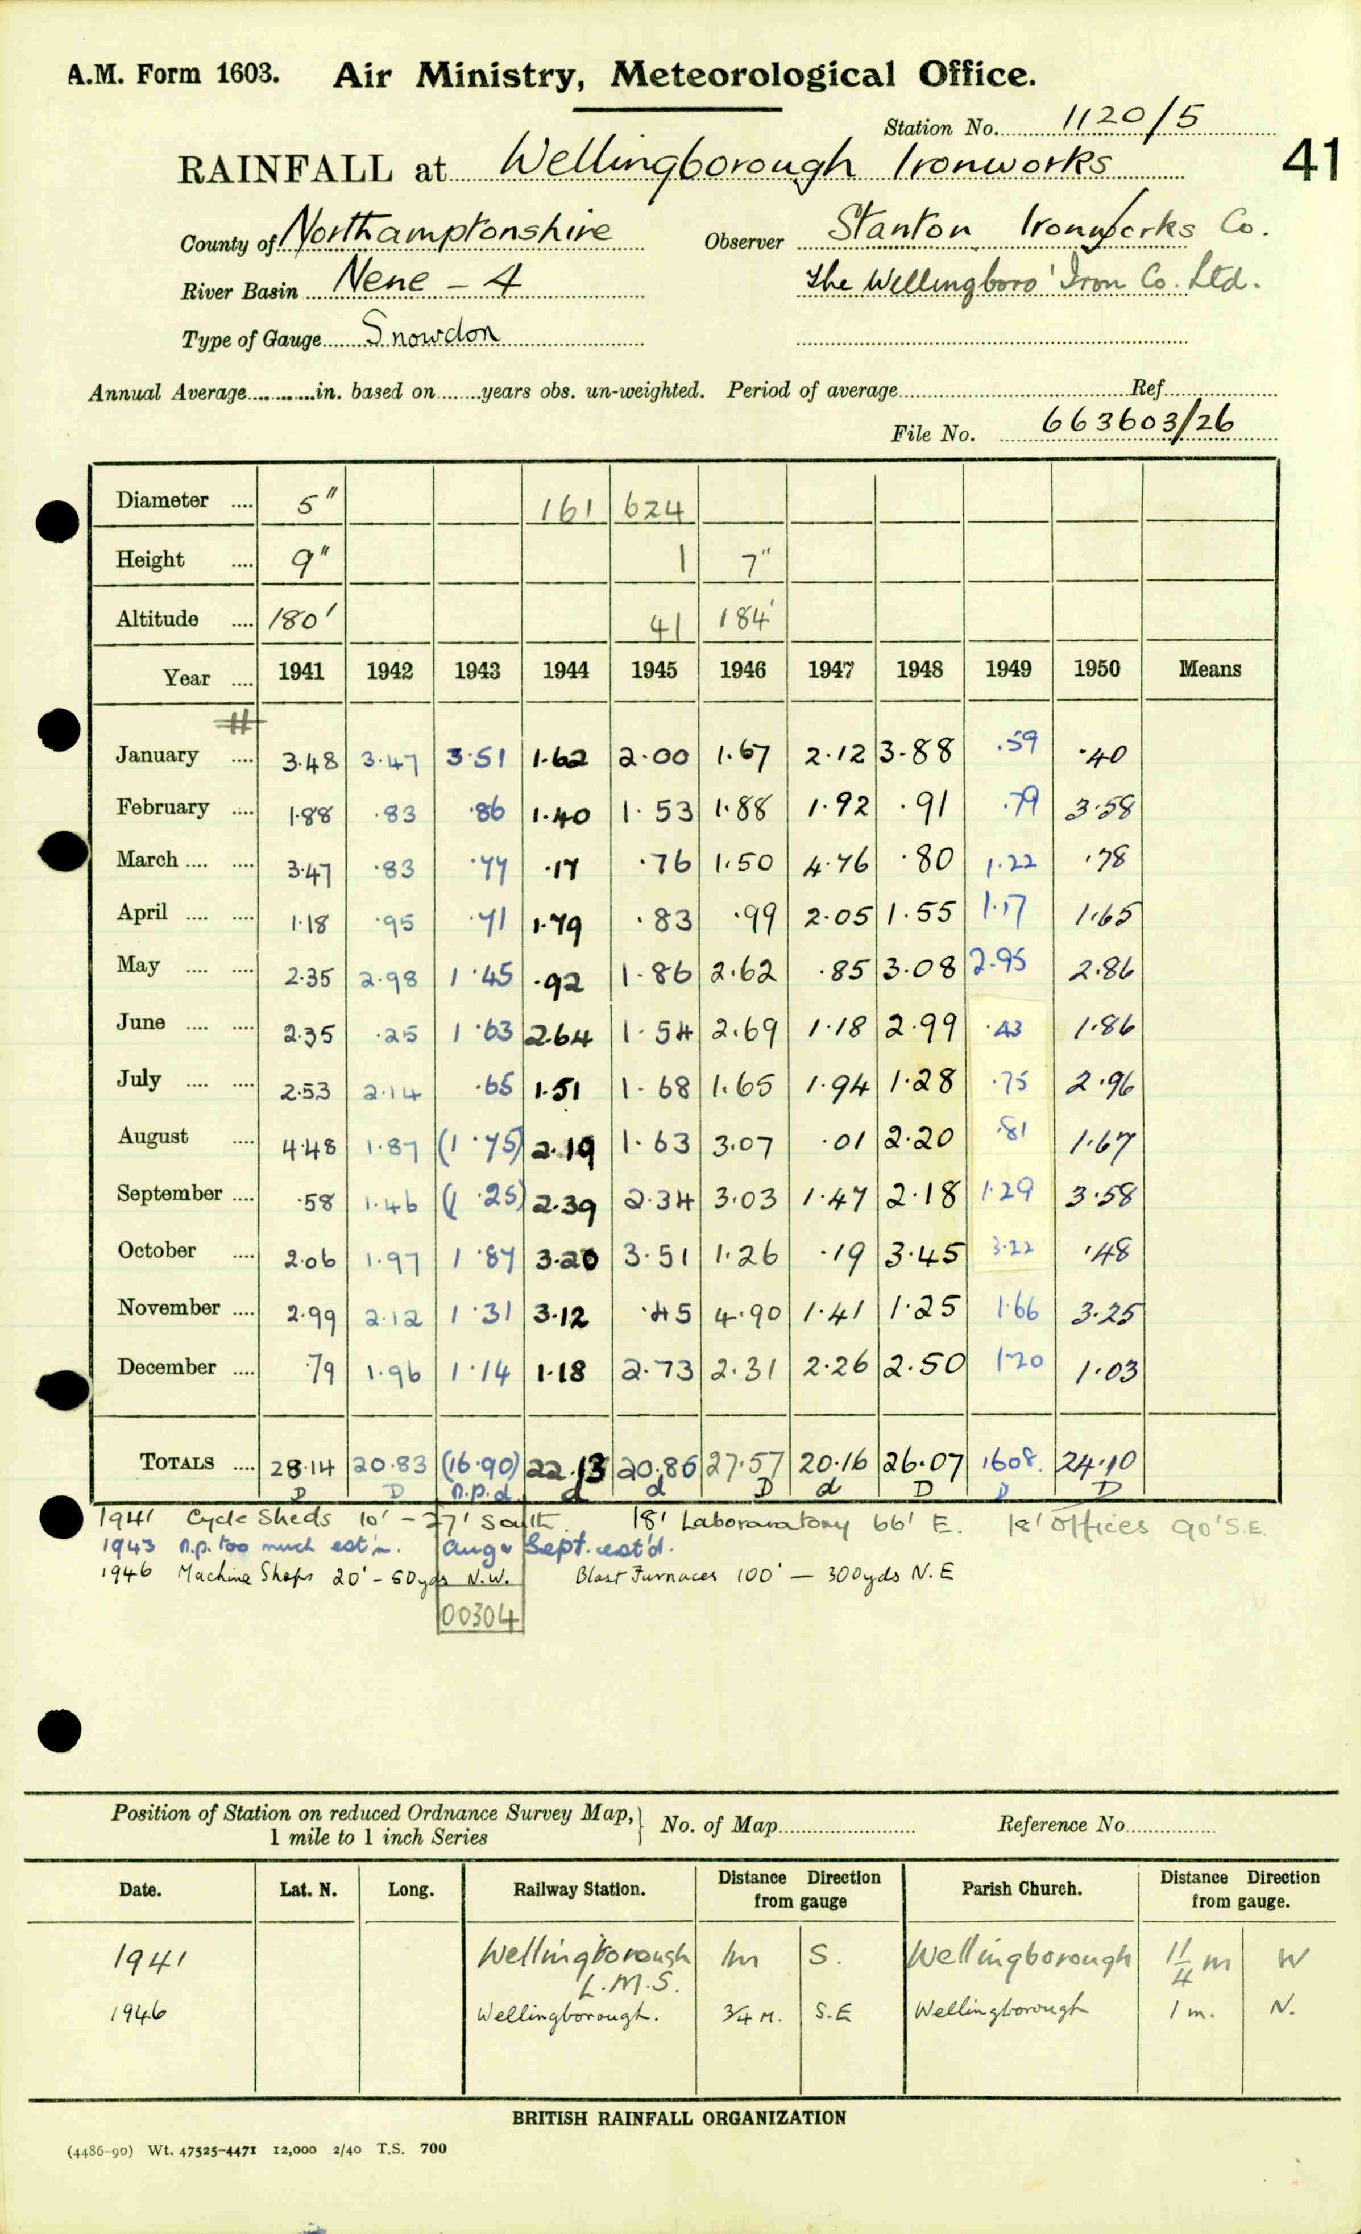 A.M. Form 1603. Air Ministry, Meteorological Office.
Station No. 1120/5
RAINFALL at Wellingborough Ironworks 41
County of Northamptonshire Observer Stanton Ironworks Co.
River Basin Nene - 4 The Wellingboro' Iron Co. Ltd.
Type of Gauge Snowdon
Annual Average............in. based on.......years obs. un-weighted. Period of average.......... Ref..........
File No. 663603/26
Diameter .... 5" 161 624
Height .... 9" 1 7"
Altitude .... 180' 41 184'
Year .... 1941 1942 1943 1944 1945 1946 1947 1948 1949 1950 Means
January .... 3.48 3.47 3.51 1.62 2.00 1.67 2.12 3.88 .59 .40
February .... 1.88 .83 .86 1.40 1.53 1.88 1.92 .91 .79 3.58
March .... .... 3.47 .83 .77 .17 .76 1.50 4.76 .80 1.22 .78
April .... .... 1.18 .95 .71 1.79 .83 .99 2.05 1.55 1.17 1.65
May .... .... 2.35 2.98 1.45 .92 1.86 2.62 .85 3.08 2.95 2.86
June .... .... 2.35 .25 1.63 2.64 1.54 2.69 1.18 2.99 .43 1.86
July .... .... 2.53 2.14 .65 1.51 1.68 1.65 1.94 1.28 .75 2.96
August .... 4.48 1.87 (1.75) 2.19 1.63 3.07 .01 2.20 .81 1.67
September .... .58 1.46 (1.25) 2.39 2.34 3.03 1.47 2.18 1.29 3.58
October .... 2.06 1.97 1.87 3.20 3.51 1.26 .19 3.45 3.22 .48
November .... 2.99 2.12 1.31 3.12 .45 4.90 1.41 1.25 1.66 3.25
December .... .79 1.96 1.14 1.18 2.73 2.31 2.26 2.50 1.20 1.03
TOTALS .... 28.14 20.83 (16.90) 22.13 20.86 27.57 20.16 26.07 1608. 24.10
D D n.p.d. d d D d D D D
1941 Cycle Sheds 10' - 27' South. 18' Laboraratory 66' E. 18' Offices 90' S.E.
1943 n.p. too much est'n. Aug & Sept. est'd.
1946 Machine Shops 20' - 60yds N.W. Blast Furnaces 100' — 300yds N.E
00304
Position of Station on reduced Ordnance Survey Map, No. of Map.......... Reference No..........
1 mile to 1 inch Series
Date. Lat. N. Long. Railway Station. Distance Direction from gauge Parish Church. Distance Direction from gauge.
1941 Wellingborough 1m S. Wellingborough 1 1/4 m W
L.M.S.
1946 Wellingborough. 3/4 M. S.E Wellingborough 1 m. N.
BRITISH RAINFALL ORGANIZATION
(4486-90) Wt. 47525-4471 12,000 2/40 T.S. 700